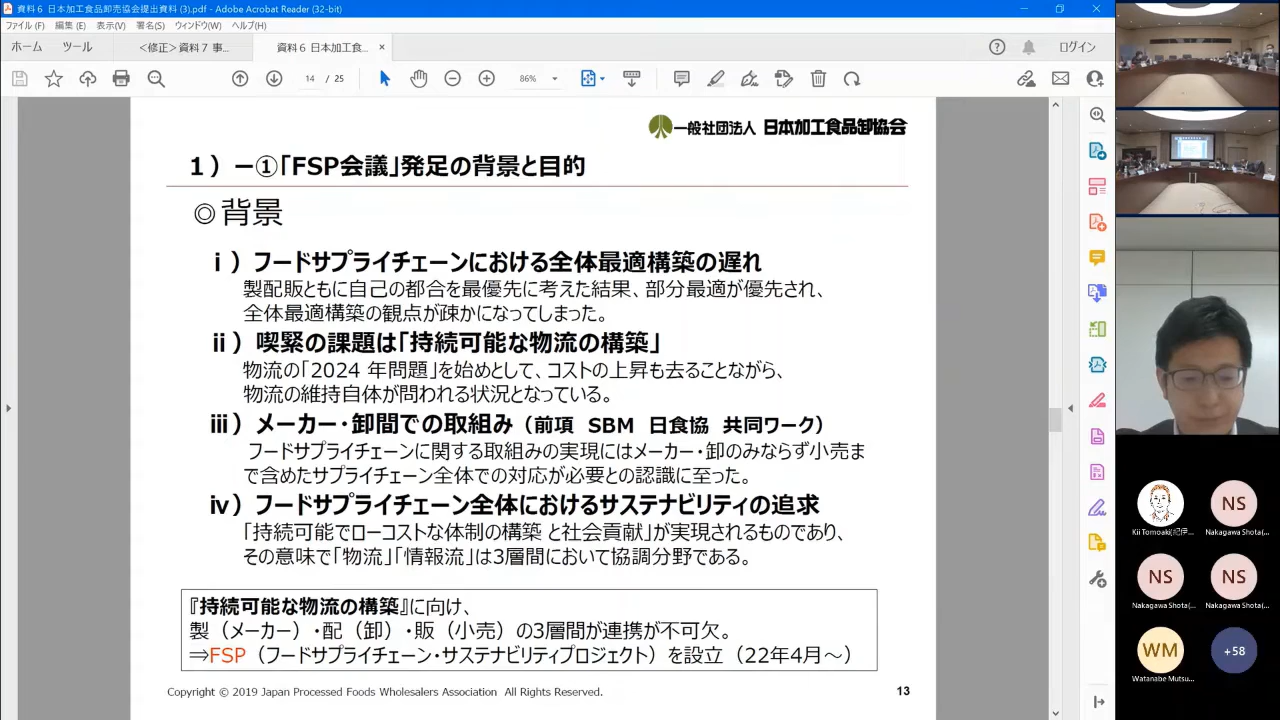 資料６ 日本加工食品卸売協会提出資料 (3).pdf - Adobe Acrobat Reader (32-bit)
ファイル(F) 編集(E) 表示(V) 署名(S) ウィンドウ(W) ヘルプ(H)
ホーム ツール <修正>資料７ 事... 資料６ 日本加工食... × ログイン
14 / 25 86%
一般社団法人 日本加工食品卸協会
１）－①「FSP会議」発足の背景と目的
◎背景
ⅰ）フードサプライチェーンにおける全体最適構築の遅れ
製配販ともに自己の都合を最優先に考えた結果、部分最適が優先され、
全体最適構築の観点が疎かになってしまった。
ⅱ）喫緊の課題は「持続可能な物流の構築」
物流の「2024 年問題」を始めとして、コストの上昇も去ることながら、
物流の維持自体が問われる状況となっている。
ⅲ）メーカー・卸間での取組み（前項 SBM 日食協 共同ワーク）
フードサプライチェーンに関する取組みの実現にはメーカー・卸のみならず小売ま
で含めたサプライチェーン全体での対応が必要との認識に至った。
ⅳ）フードサプライチェーン全体におけるサステナビリティの追求
「持続可能でローコストな体制の構築 と社会貢献」が実現されるものであり、
その意味で「物流」「情報流」は3層間において協調分野である。
『持続可能な物流の構築』に向け、
製（メーカー）・配（卸）・販（小売）の3層間が連携が不可欠。
⇒FSP（フードサプライチェーン・サステナビリティプロジェクト）を設立（22年4月～）
Copyright © 2019 Japan Processed Foods Wholesalers Association All Rights Reserved.
13
NS
Kii Tomoaki(紀伊... Nakagawa Shota(...
NS NS
Nakagawa Shota(... Nakagawa Shota(...
WM +58
Watanabe Mutsu...